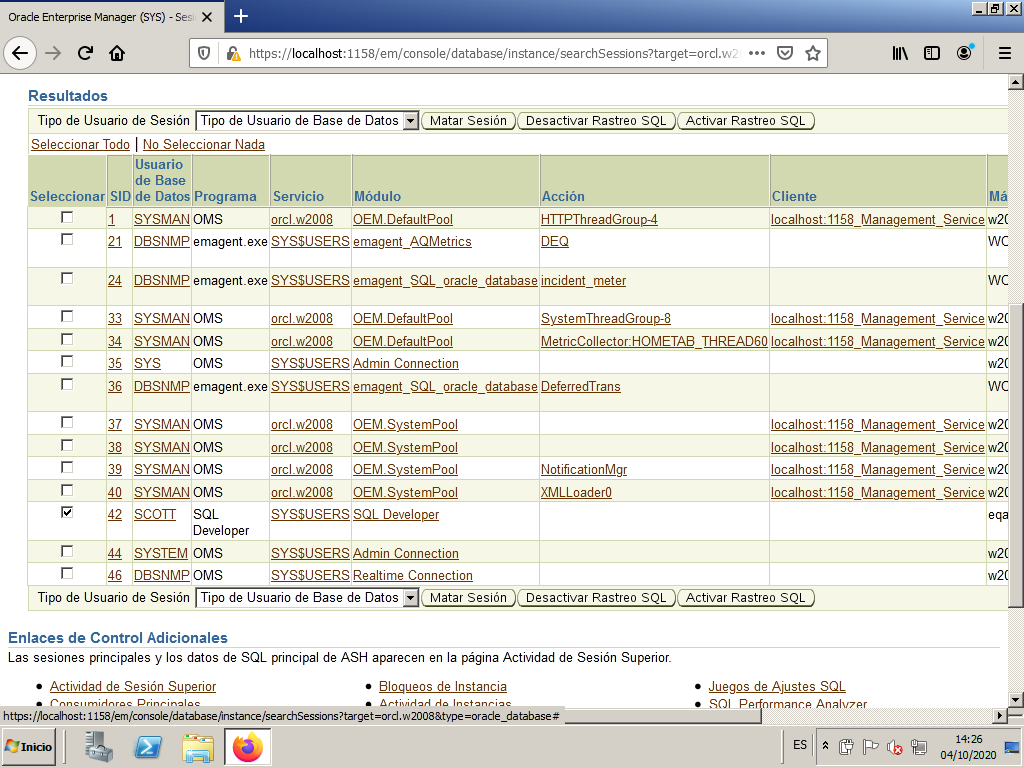 Oracle Enterprise Manager (SYS) - Sesi
https://localhost:1158/em/console/database/instance/searchSessions?target=orcl.w2
Resultados
Tipo de Usuario de Sesión Tipo de Usuario de Base de Datos Matar Sesión Desactivar Rastreo SQL Activar Rastreo SQL
Seleccionar Todo | No Seleccionar Nada
Seleccionar SID Usuario de Base de Datos Programa Servicio Módulo Acción Cliente Má
1 SYSMAN OMS orcl.w2008 OEM.DefaultPool HTTPThreadGroup-4 localhost:1158_Management_Service w20
21 DBSNMP emagent.exe SYS$USERS emagent_AQMetrics DEQ WO
24 DBSNMP emagent.exe SYS$USERS emagent_SQL_oracle_database incident_meter WO
33 SYSMAN OMS orcl.w2008 OEM.DefaultPool SystemThreadGroup-8 localhost:1158_Management_Service w20
34 SYSMAN OMS orcl.w2008 OEM.DefaultPool MetricCollector:HOMETAB_THREAD60 localhost:1158_Management_Service w20
35 SYS OMS SYS$USERS Admin Connection w20
36 DBSNMP emagent.exe SYS$USERS emagent_SQL_oracle_database DeferredTrans WO
37 SYSMAN OMS orcl.w2008 OEM.SystemPool localhost:1158_Management_Service w20
38 SYSMAN OMS orcl.w2008 OEM.SystemPool localhost:1158_Management_Service w20
39 SYSMAN OMS orcl.w2008 OEM.SystemPool NotificationMgr localhost:1158_Management_Service w20
40 SYSMAN OMS orcl.w2008 OEM.SystemPool XMLLoader0 localhost:1158_Management_Service w20
42 SCOTT SQL Developer SYS$USERS SQL Developer eqa
44 SYSTEM OMS SYS$USERS Admin Connection w20
46 DBSNMP OMS SYS$USERS Realtime Connection w20
Tipo de Usuario de Sesión Tipo de Usuario de Base de Datos Matar Sesión Desactivar Rastreo SQL Activar Rastreo SQL
Enlaces de Control Adicionales
Las sesiones principales y los datos de SQL principal de ASH aparecen en la página Actividad de Sesión Superior.
• Actividad de Sesión Superior • Bloqueos de Instancia • Juegos de Ajustes SQL
• Consumidores Principales • Actividad de Instancias • SQL Performance Analyzer
https://localhost:1158/em/console/database/instance/searchSessions?target=orcl.w2008&type=oracle_database#
Inicio ES 14:26
04/10/2020